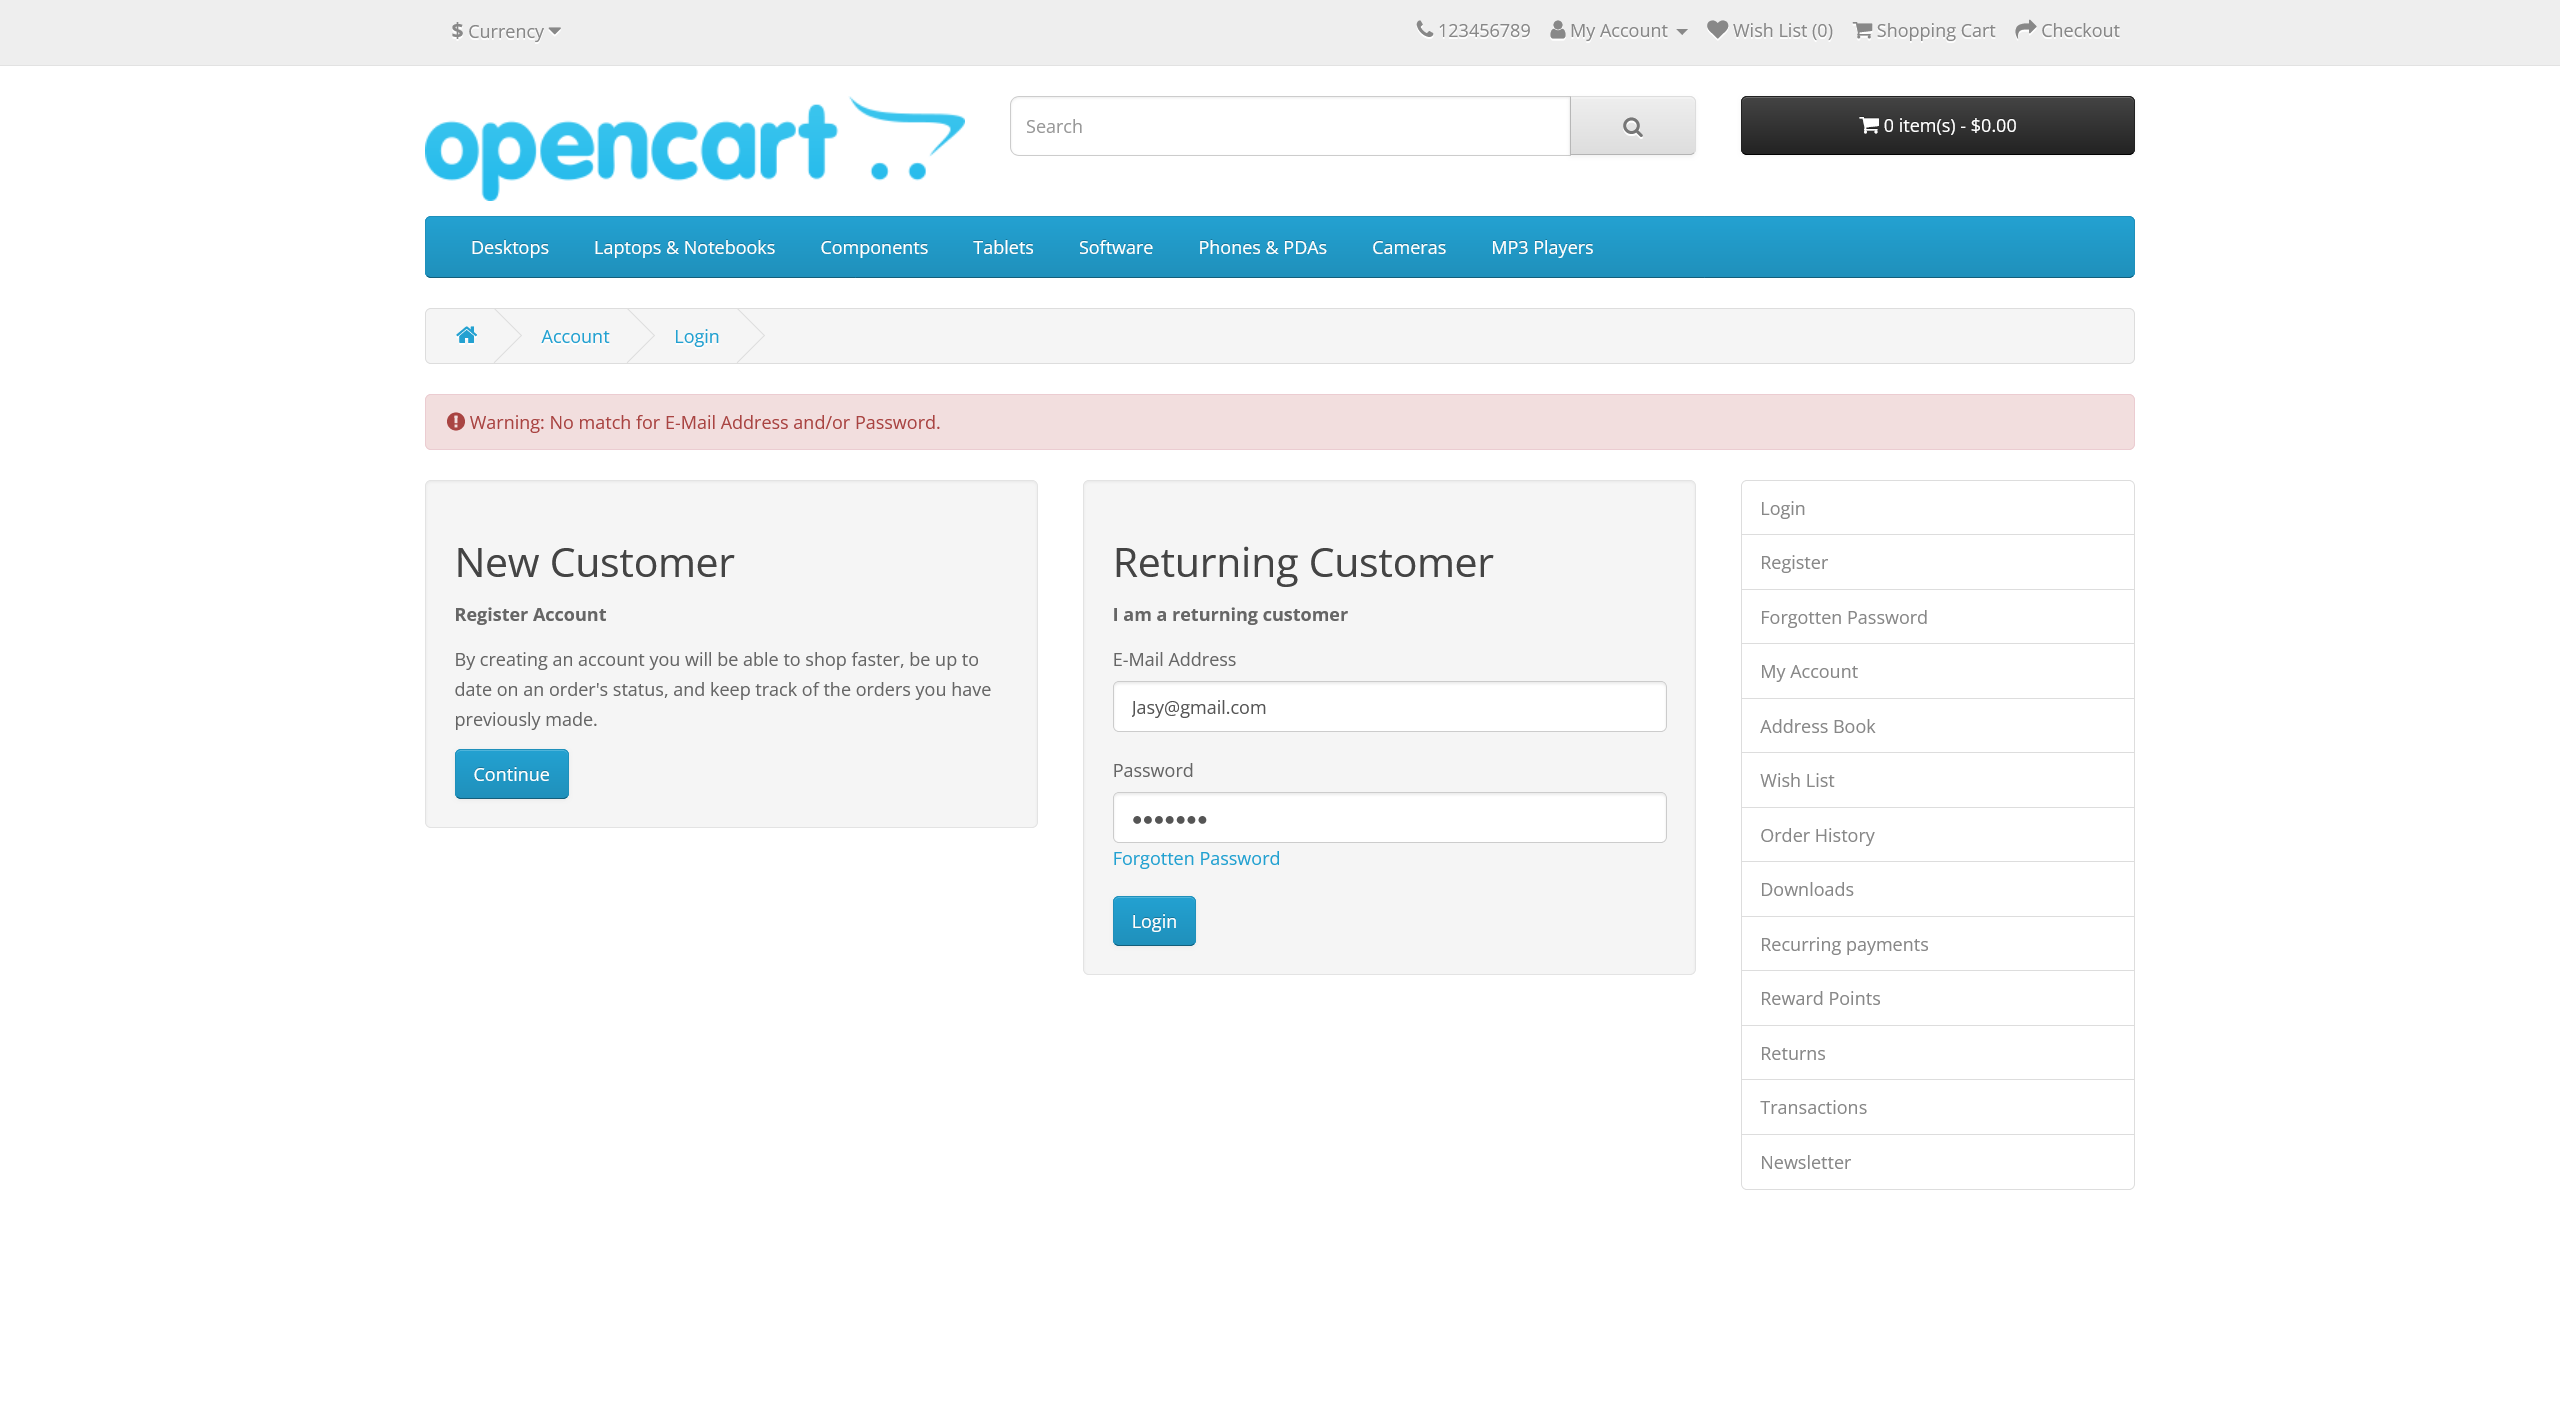 $ Currency
123456789 My Account Wish List (0) Shopping Cart Checkout
opencart
Search
0 item(s) - $0.00
Desktops Laptops & Notebooks Components Tablets Software Phones & PDAs Cameras MP3 Players
Account Login
Warning: No match for E-Mail Address and/or Password.
New Customer
Register Account
By creating an account you will be able to shop faster, be up to
date on an order's status, and keep track of the orders you have
previously made.
Continue
Returning Customer
I am a returning customer
E-Mail Address
Jasy@gmail.com
Password
•••••••
Forgotten Password
Login
Login
Register
Forgotten Password
My Account
Address Book
Wish List
Order History
Downloads
Recurring payments
Reward Points
Returns
Transactions
Newsletter